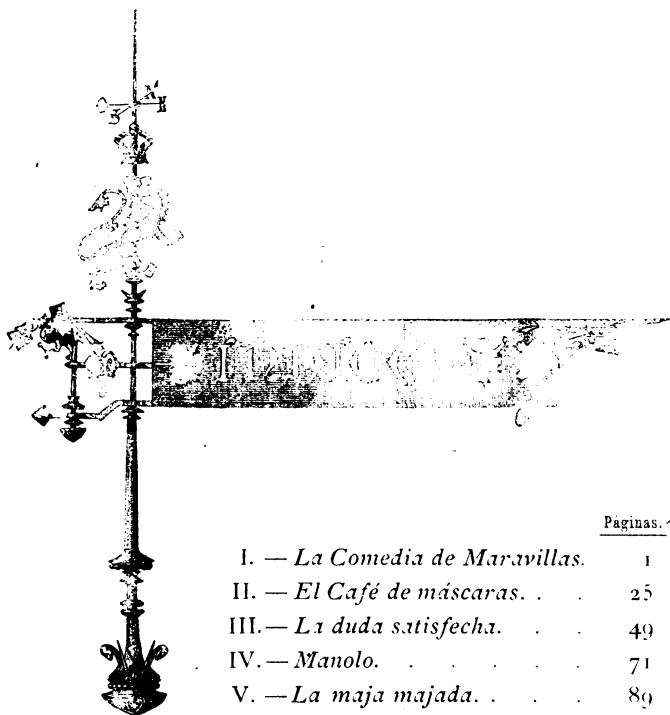 Páginas.
I. — La Comedia de Maravillas. 1
II. — El Café de máscaras. . . 25
III. — La duda satisfecha. . . . 49
IV. — Manolo. . . . . . 71
V. — La maja majada. . . . 89